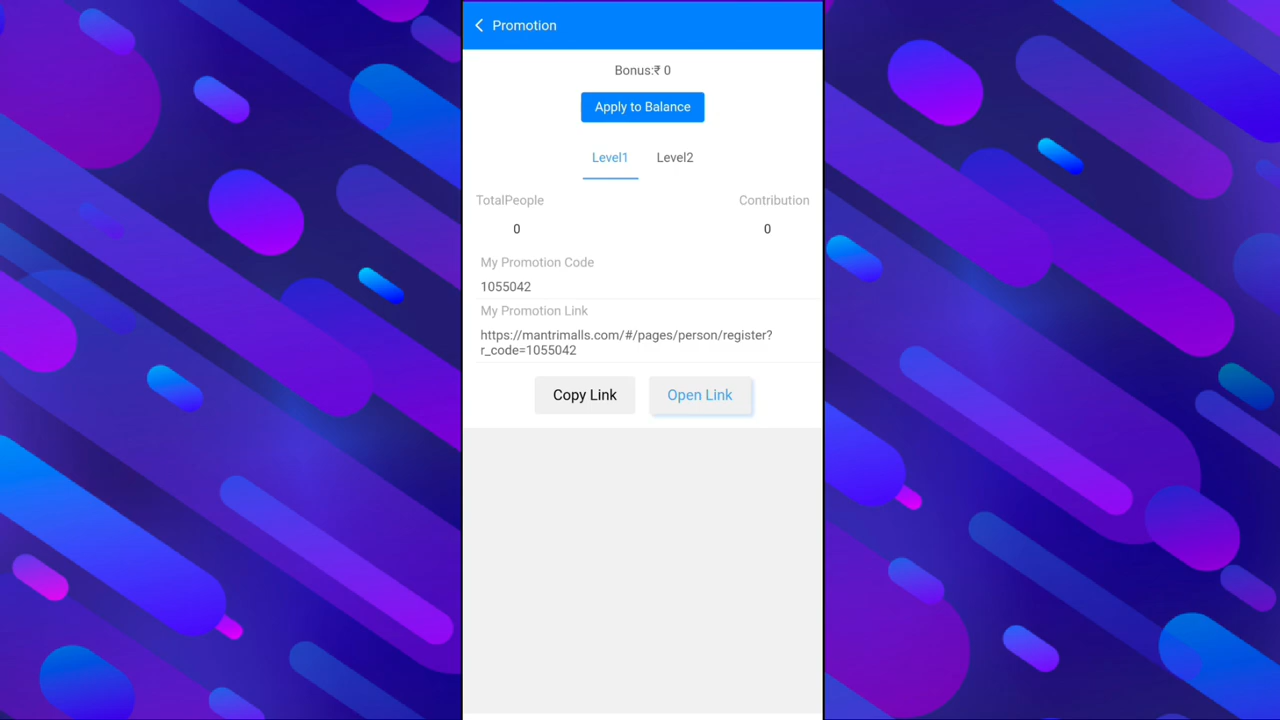 Promotion
Bonus:₹ 0
Apply to Balance
Level1 Level2
TotalPeople Contribution
0 0
My Promotion Code
1055042
My Promotion Link
https://mantrimalls.com/#/pages/person/register?
r_code=1055042
Copy Link Open Link